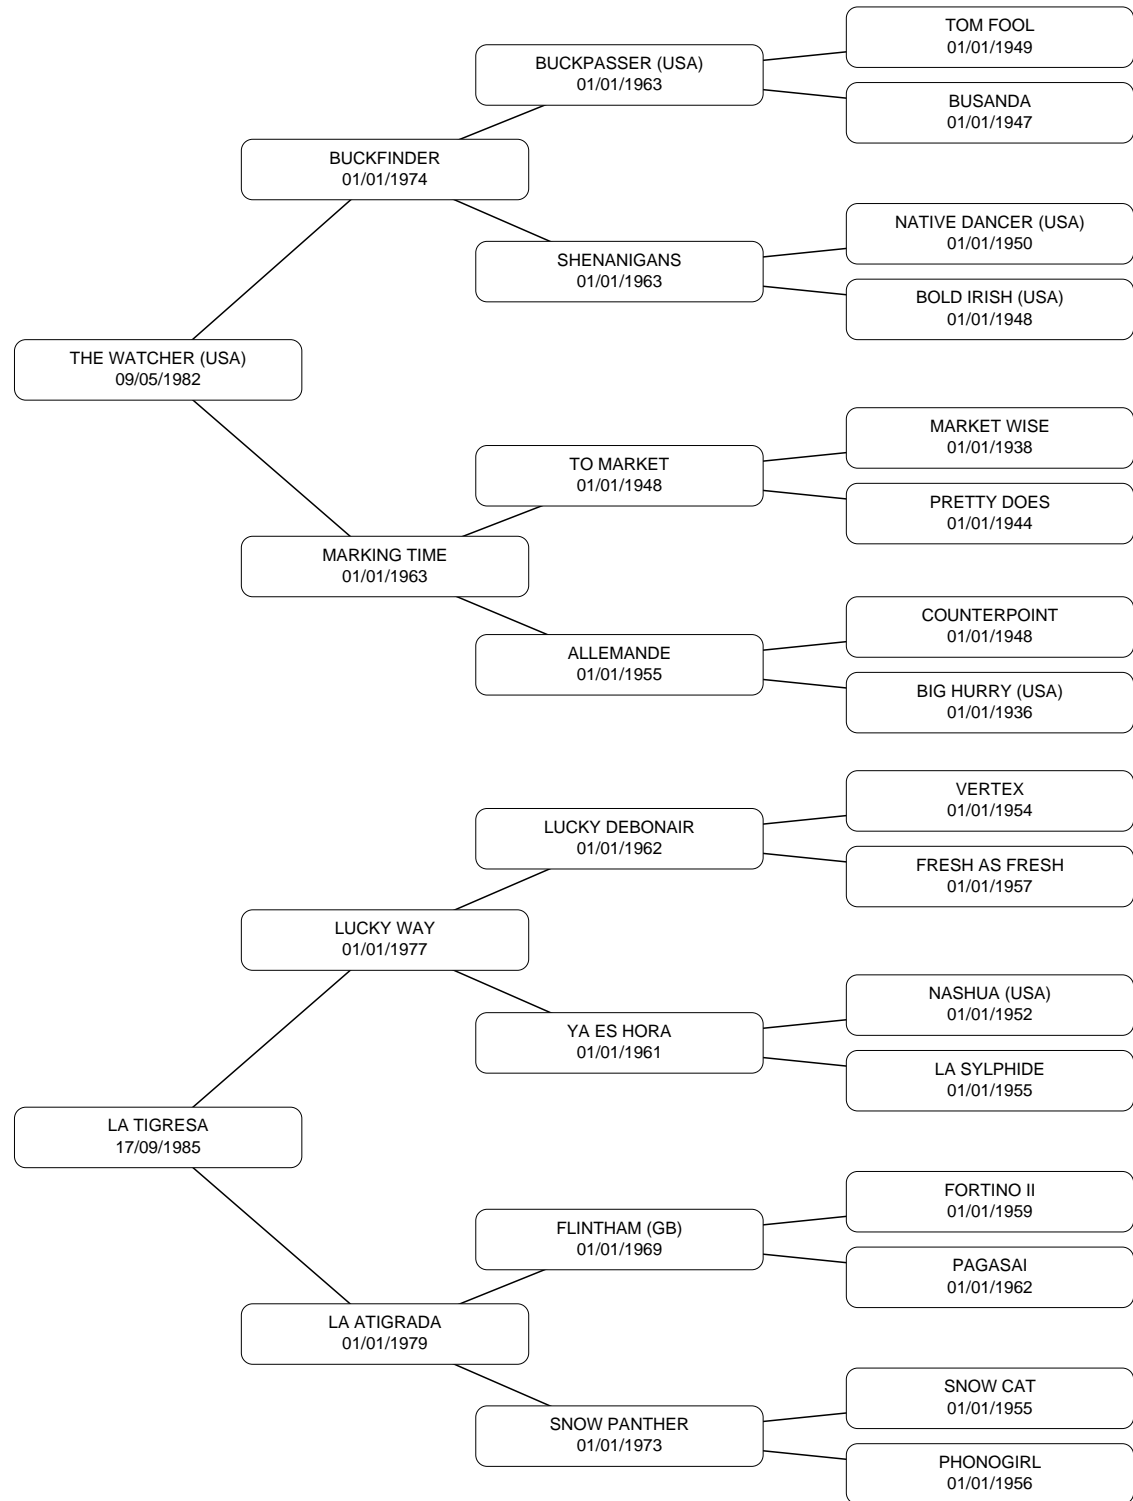 TOM FOOL
01/01/1949
BUCKPASSER (USA)
01/01/1963
BUSANDA
01/01/1947
BUCKFINDER
01/01/1974
NATIVE DANCER (USA)
01/01/1950
SHENANIGANS
01/01/1963
BOLD IRISH (USA)
01/01/1948
THE WATCHER (USA)
09/05/1982
MARKET WISE
01/01/1938
TO MARKET
01/01/1948
PRETTY DOES
01/01/1944
MARKING TIME
01/01/1963
COUNTERPOINT
01/01/1948
ALLEMANDE
01/01/1955
BIG HURRY (USA)
01/01/1936
VERTEX
01/01/1954
LUCKY DEBONAIR
01/01/1962
FRESH AS FRESH
01/01/1957
LUCKY WAY
01/01/1977
NASHUA (USA)
01/01/1952
YA ES HORA
01/01/1961
LA SYLPHIDE
01/01/1955
LA TIGRESA
17/09/1985
FORTINO II
01/01/1959
FLINTHAM (GB)
01/01/1969
PAGASAI
01/01/1962
LA ATIGRADA
01/01/1979
SNOW CAT
01/01/1955
SNOW PANTHER
01/01/1973
PHONOGIRL
01/01/1956